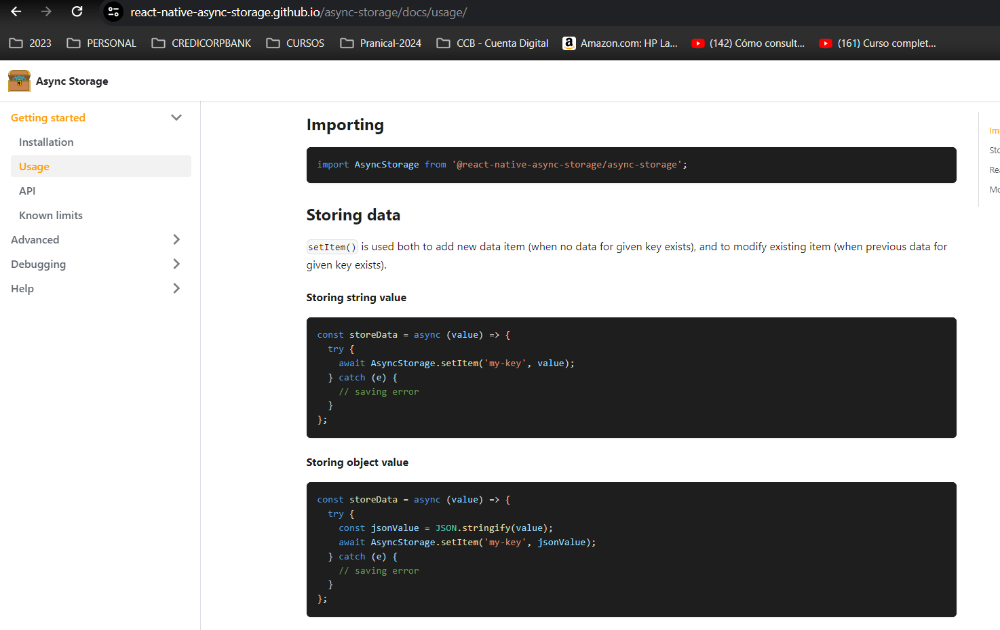 react-native-async-storage.github.io/async-storage/docs/usage/
2023 PERSONAL CREDICORPBANK CURSOS Pranical-2024 CCB - Cuenta Digital Amazon.com: HP La... (142) Cómo consult... (161) Curso complet...
Async Storage
Getting started
Installation
Usage
API
Known limits
Advanced
Debugging
Help
Importing
import AsyncStorage from '@react-native-async-storage/async-storage';
Storing data
setItem() is used both to add new data item (when no data for given key exists), and to modify existing item (when previous data for
given key exists).
Storing string value
const storeData = async (value) => {
  try {
    await AsyncStorage.setItem('my-key', value);
  } catch (e) {
    // saving error
  }
};
Storing object value
const storeData = async (value) => {
  try {
    const jsonValue = JSON.stringify(value);
    await AsyncStorage.setItem('my-key', jsonValue);
  } catch (e) {
    // saving error
  }
};
Im
Sto
Rea
Mo